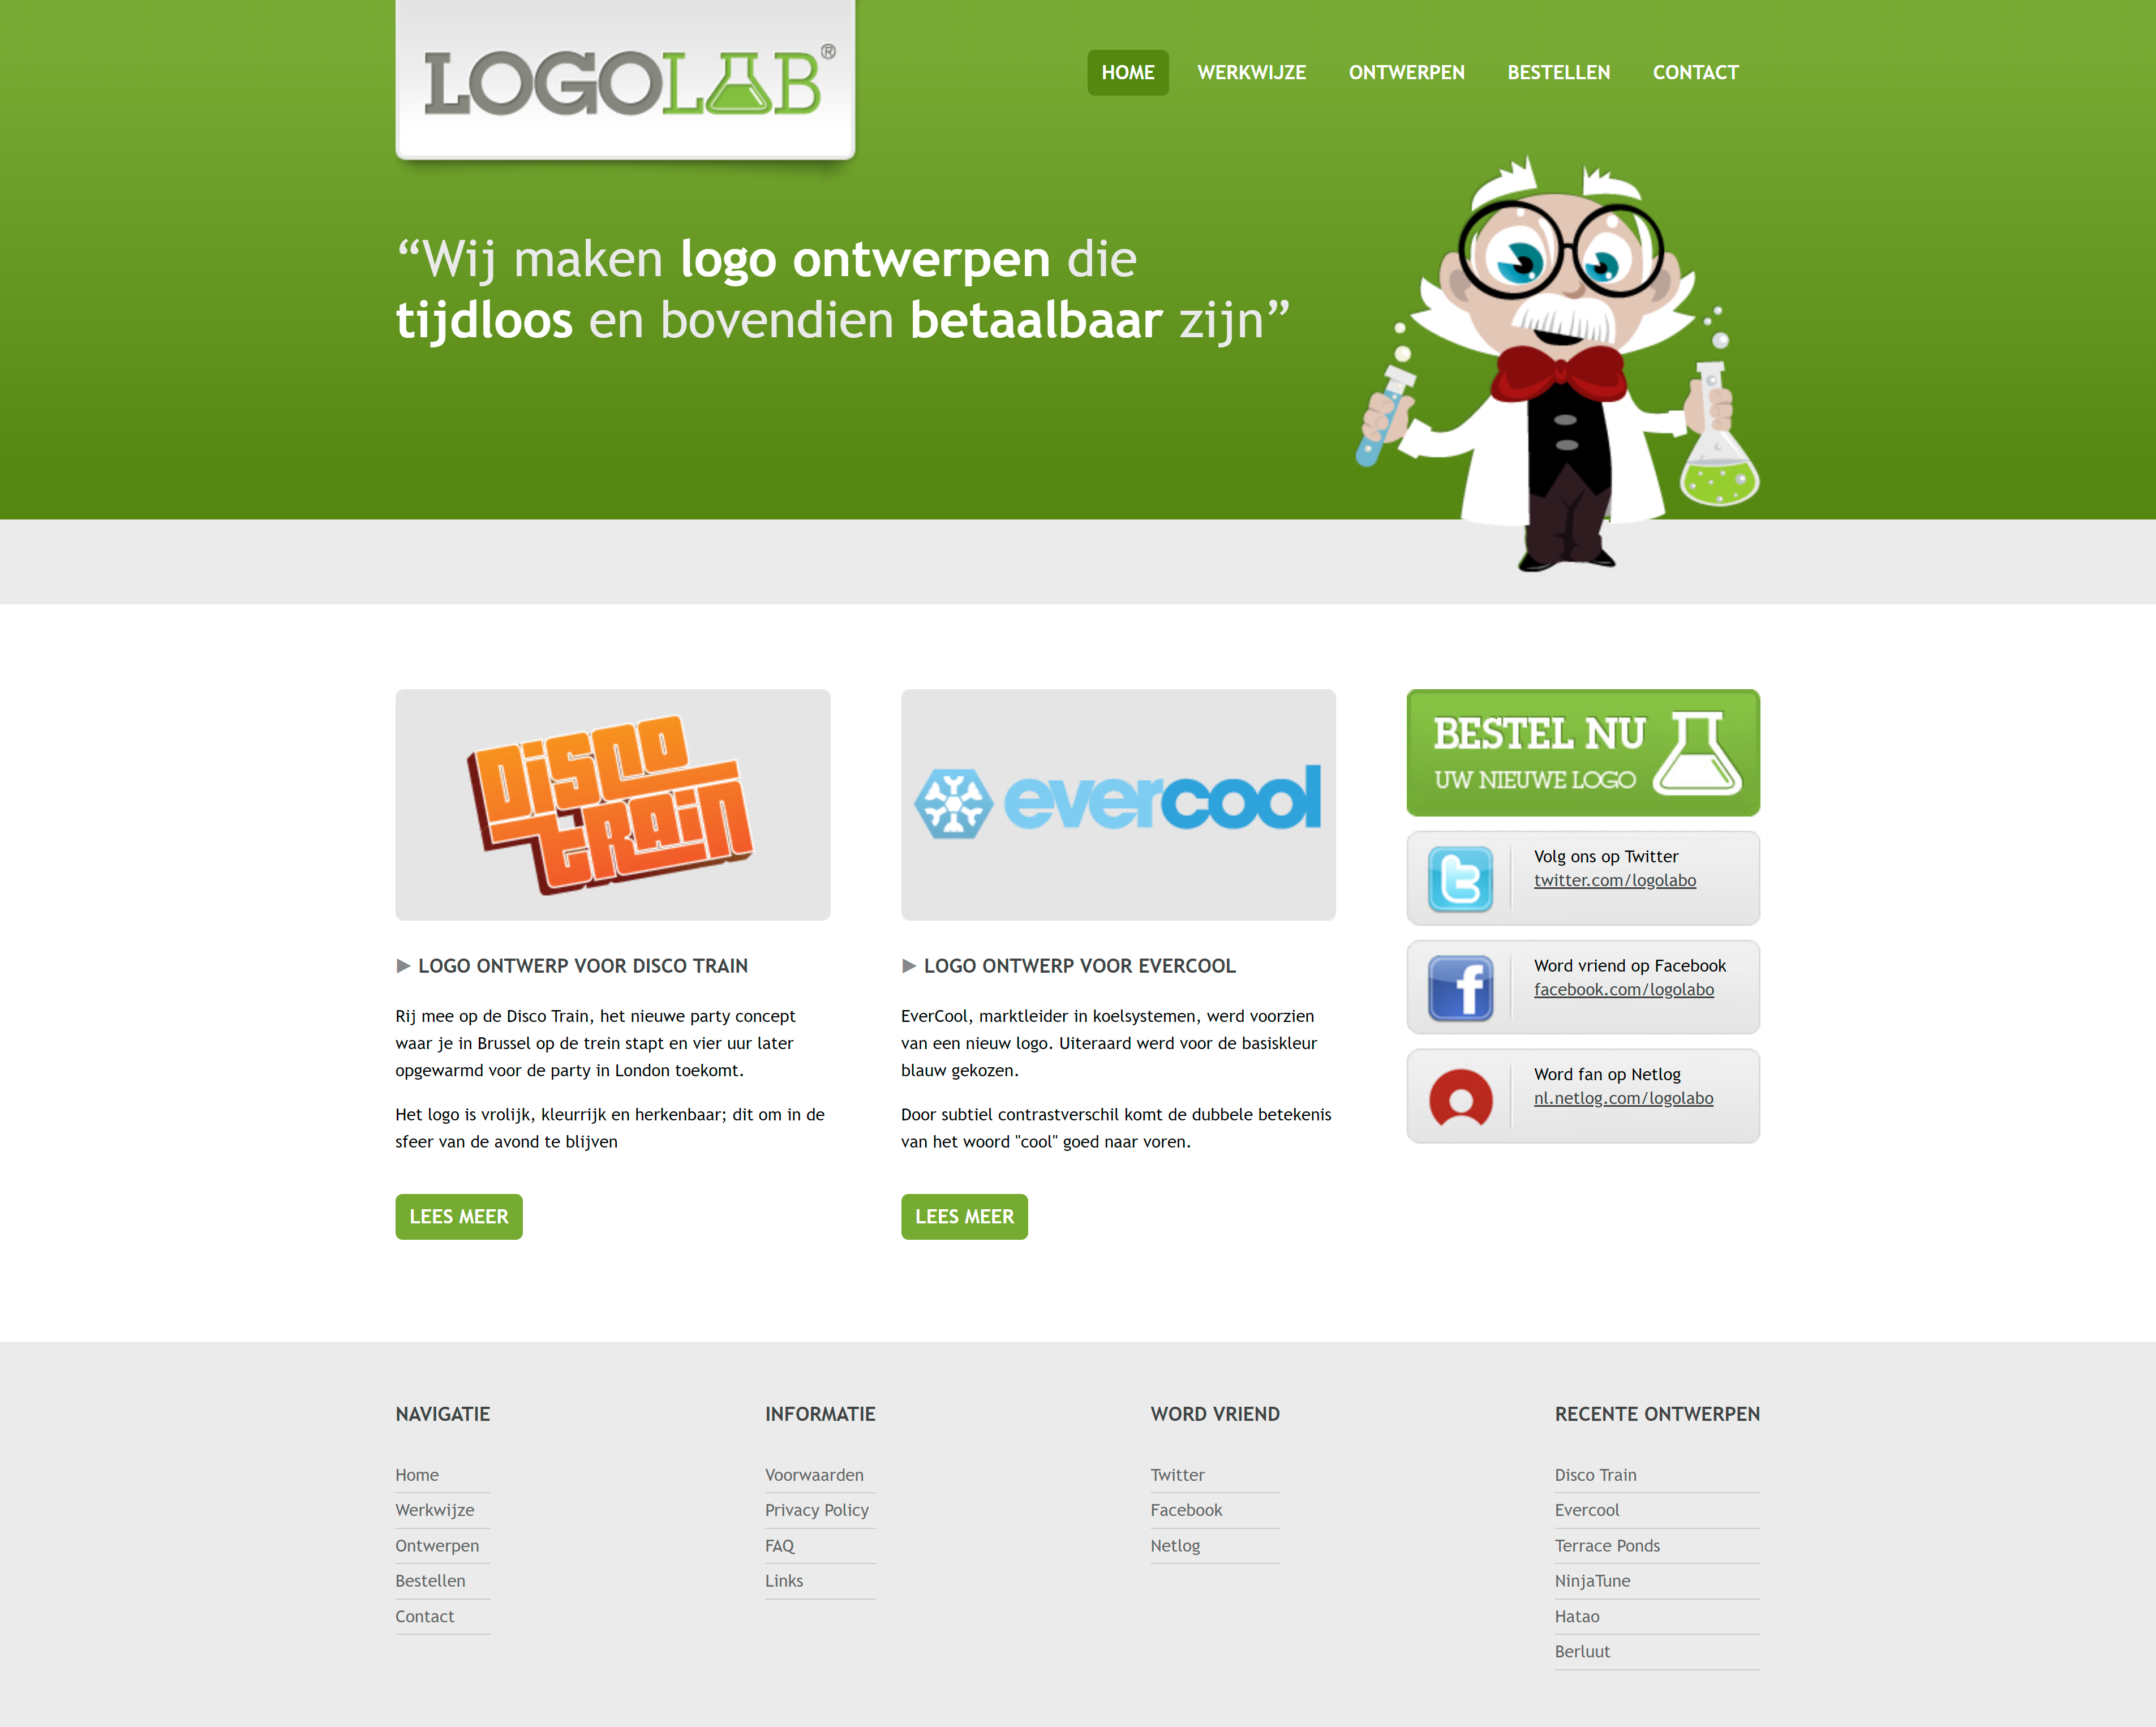 LOGOLAB®
HOME WERKWIJZE ONTWERPEN BESTELLEN CONTACT
“Wij maken logo ontwerpen die
tijdloos en bovendien betaalbaar zijn”
DISCO
TRAIN
► LOGO ONTWERP VOOR DISCO TRAIN
Rij mee op de Disco Train, het nieuwe party concept
waar je in Brussel op de trein stapt en vier uur later
opgewarmd voor de party in London toekomt.
Het logo is vrolijk, kleurrijk en herkenbaar; dit om in de
sfeer van de avond te blijven
LEES MEER
evercool
► LOGO ONTWERP VOOR EVERCOOL
EverCool, marktleider in koelsystemen, werd voorzien
van een nieuw logo. Uiteraard werd voor de basiskleur
blauw gekozen.
Door subtiel contrastverschil komt de dubbele betekenis
van het woord "cool" goed naar voren.
LEES MEER
BESTEL NU
UW NIEUWE LOGO
Volg ons op Twitter
twitter.com/logolabo
Word vriend op Facebook
facebook.com/logolabo
Word fan op Netlog
nl.netlog.com/logolabo
NAVIGATIE
Home
Werkwijze
Ontwerpen
Bestellen
Contact
INFORMATIE
Voorwaarden
Privacy Policy
FAQ
Links
WORD VRIEND
Twitter
Facebook
Netlog
RECENTE ONTWERPEN
Disco Train
Evercool
Terrace Ponds
NinjaTune
Hatao
Berluut